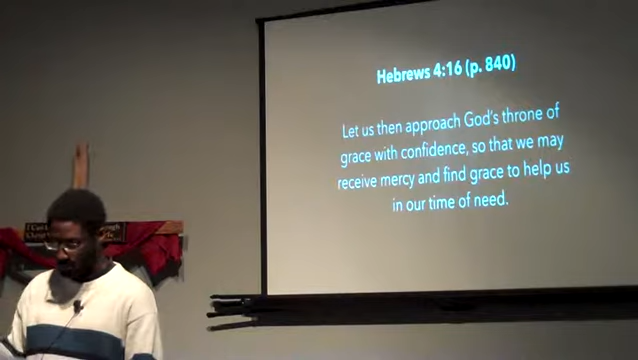 Hebrews 4:16 (p. 840)
Let us then approach God's throne of
grace with confidence, so that we may
receive mercy and find grace to help us
in our time of need.